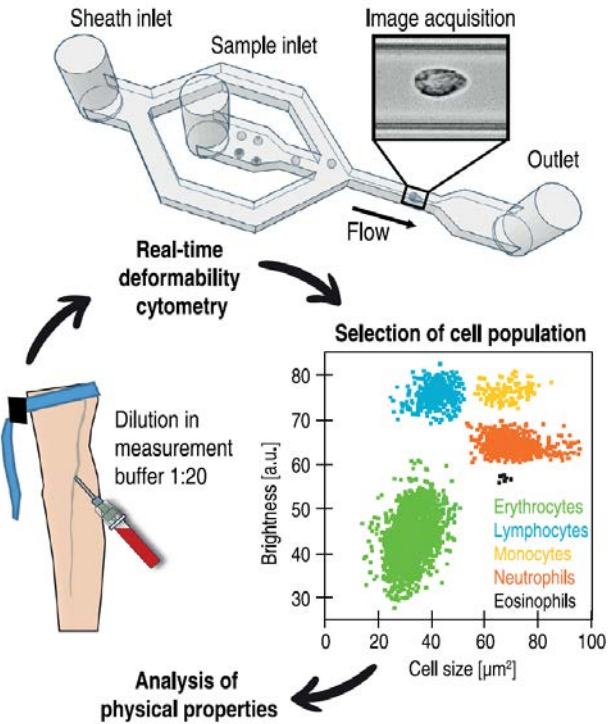 Sheath inlet
Sample inlet
Image acquisition
Outlet
Flow
Real-time
deformability
cytometry
Selection of cell population
Dilution in
measurement
buffer 1:20
Brightness [a.u.]
80
70
60
50
40
30
Erythrocytes
Lymphocytes
Monocytes
Neutrophils
Eosinophils
0 20 40 60 80 100
Cell size [µm²]
Analysis of
physical properties